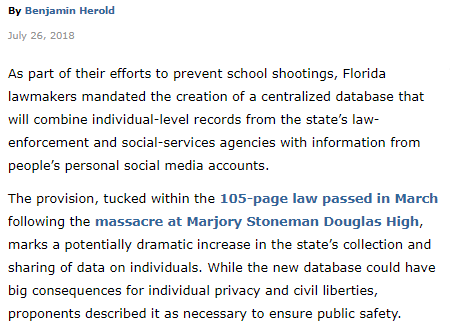 By Benjamin Herold
July 26, 2018
As part of their efforts to prevent school shootings, Florida
lawmakers mandated the creation of a centralized database that
will combine individual-level records from the state's law-
enforcement and social-services agencies with information from
people's personal social media accounts.
The provision, tucked within the 105-page law passed in March
following the massacre at Marjory Stoneman Douglas High,
marks a potentially dramatic increase in the state's collection and
sharing of data on individuals. While the new database could have
big consequences for individual privacy and civil liberties,
proponents described it as necessary to ensure public safety.